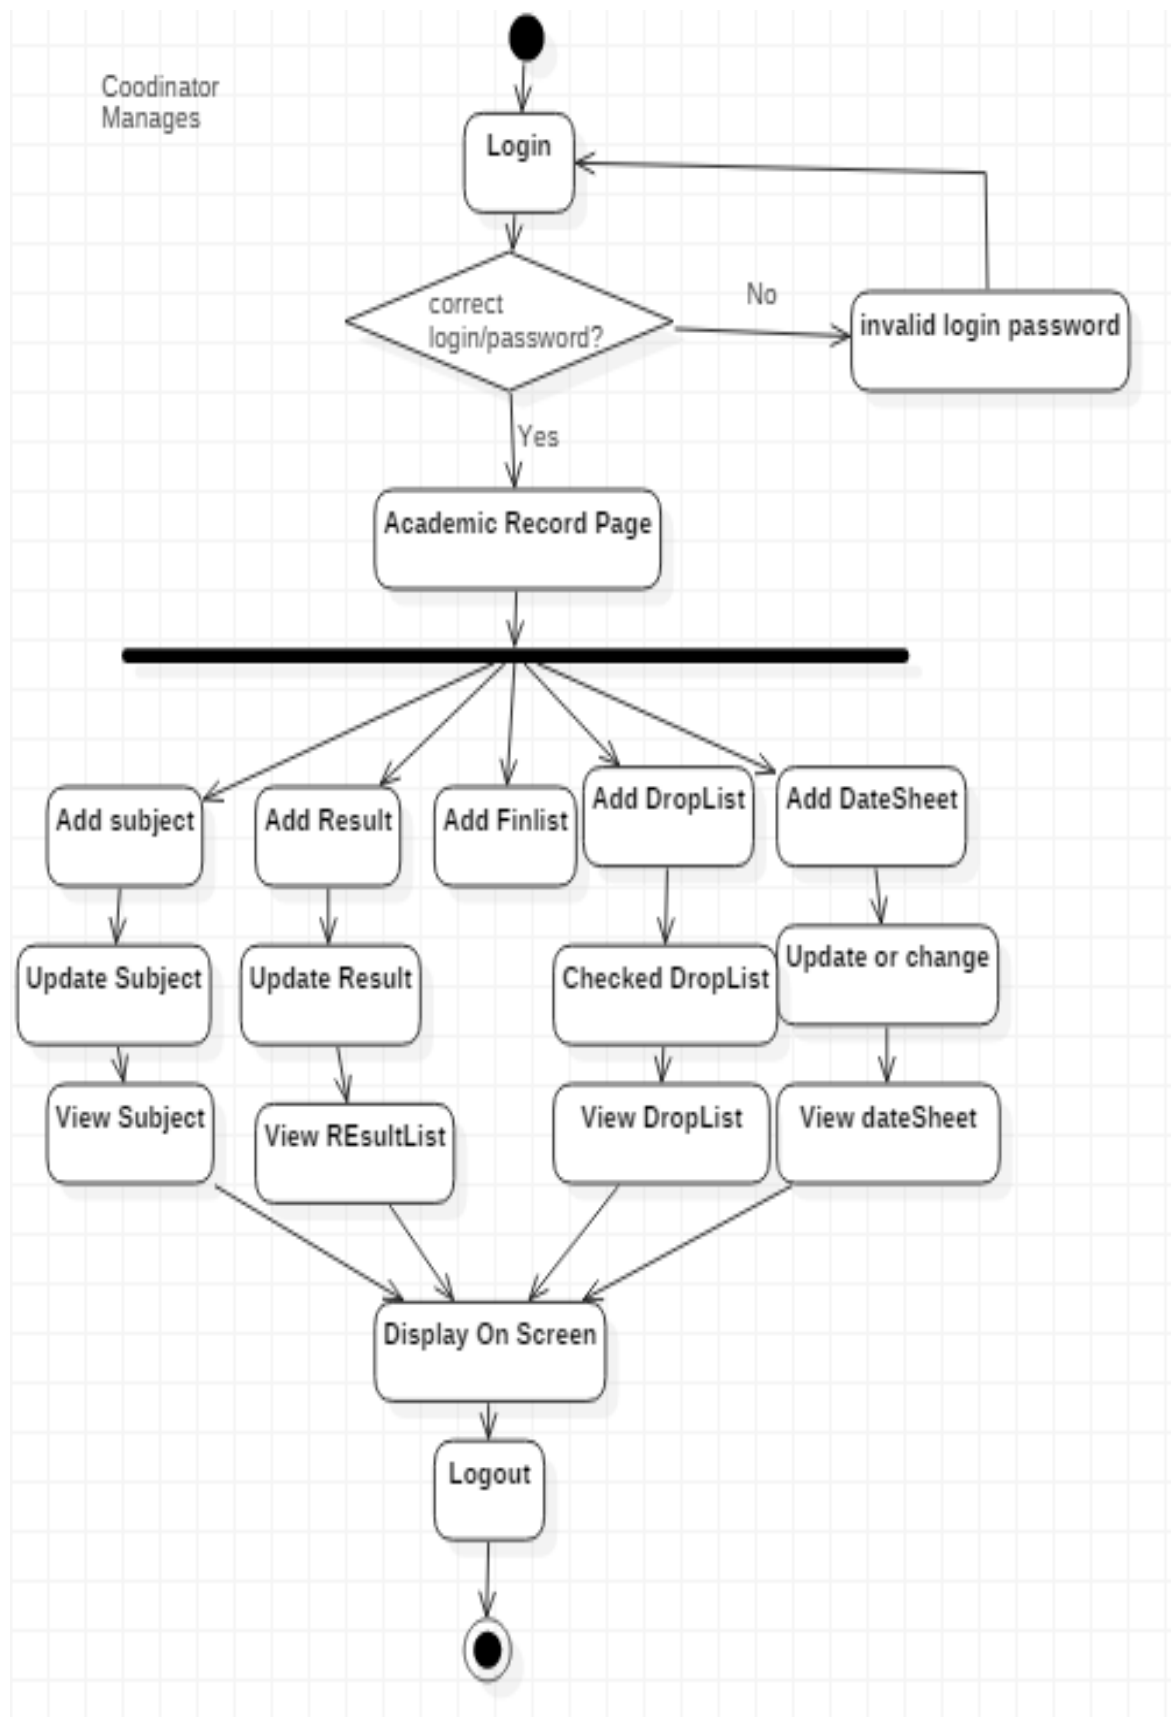 Coodinator
Manages
Login
correct
login/password?
No
invalid login password
Yes
Academic Record Page
Add subject
Add Result
Add Finlist
Add DropList
Add DateSheet
Update Subject
Update Result
Checked DropList
Update or change
View Subject
View REsultList
View DropList
View dateSheet
Display On Screen
Logout